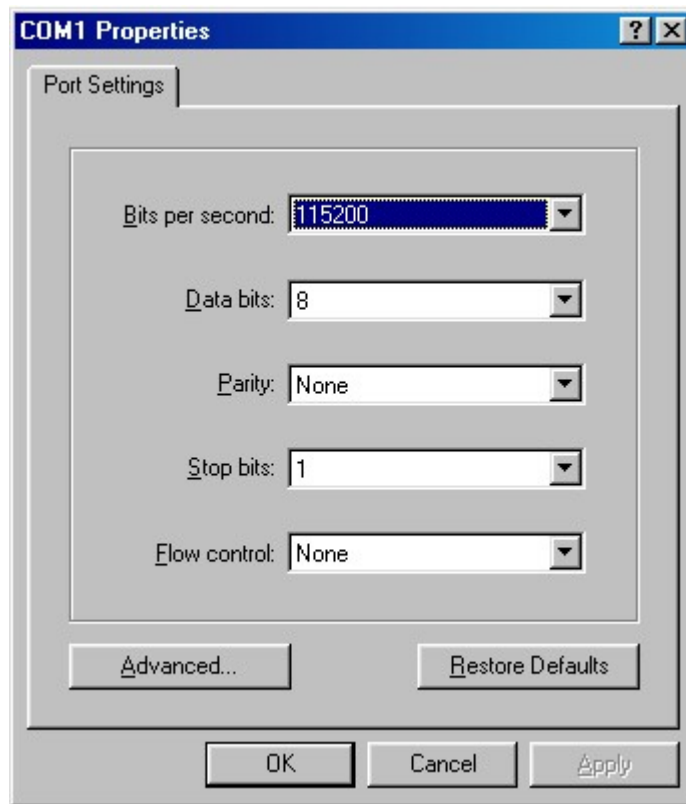 COM1 Properties
Port Settings
Bits per second: 115200
Data bits: 8
Parity: None
Stop bits: 1
Flow control: None
Advanced... Restore Defaults
OK Cancel Apply